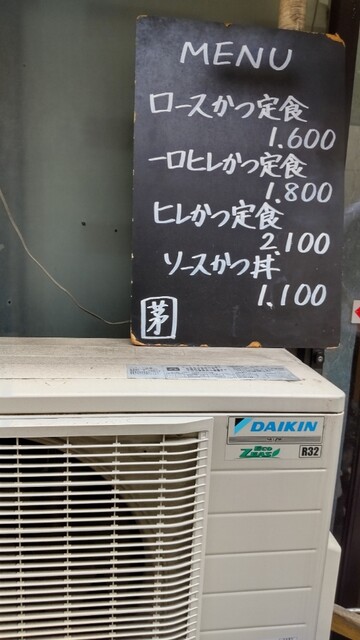 MENU
ロースかつ定食
1.600
一口ヒレかつ定食
1.800
ヒレかつ定食
2.100
ソースかつ丼
1.100
茅
DAIKIN
ZEAS
R32